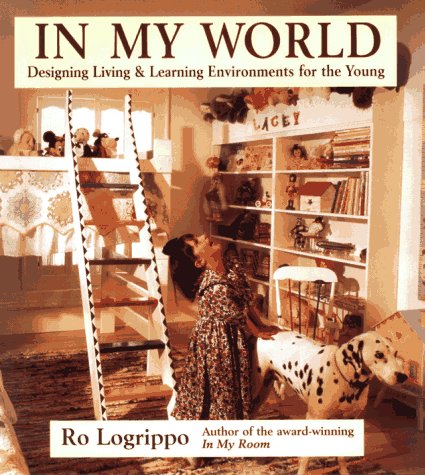 IN MY WORLD
Designing Living & Learning Environments for the Young
LACEY
Ro Logrippo
Author of the award-winning
In My Room